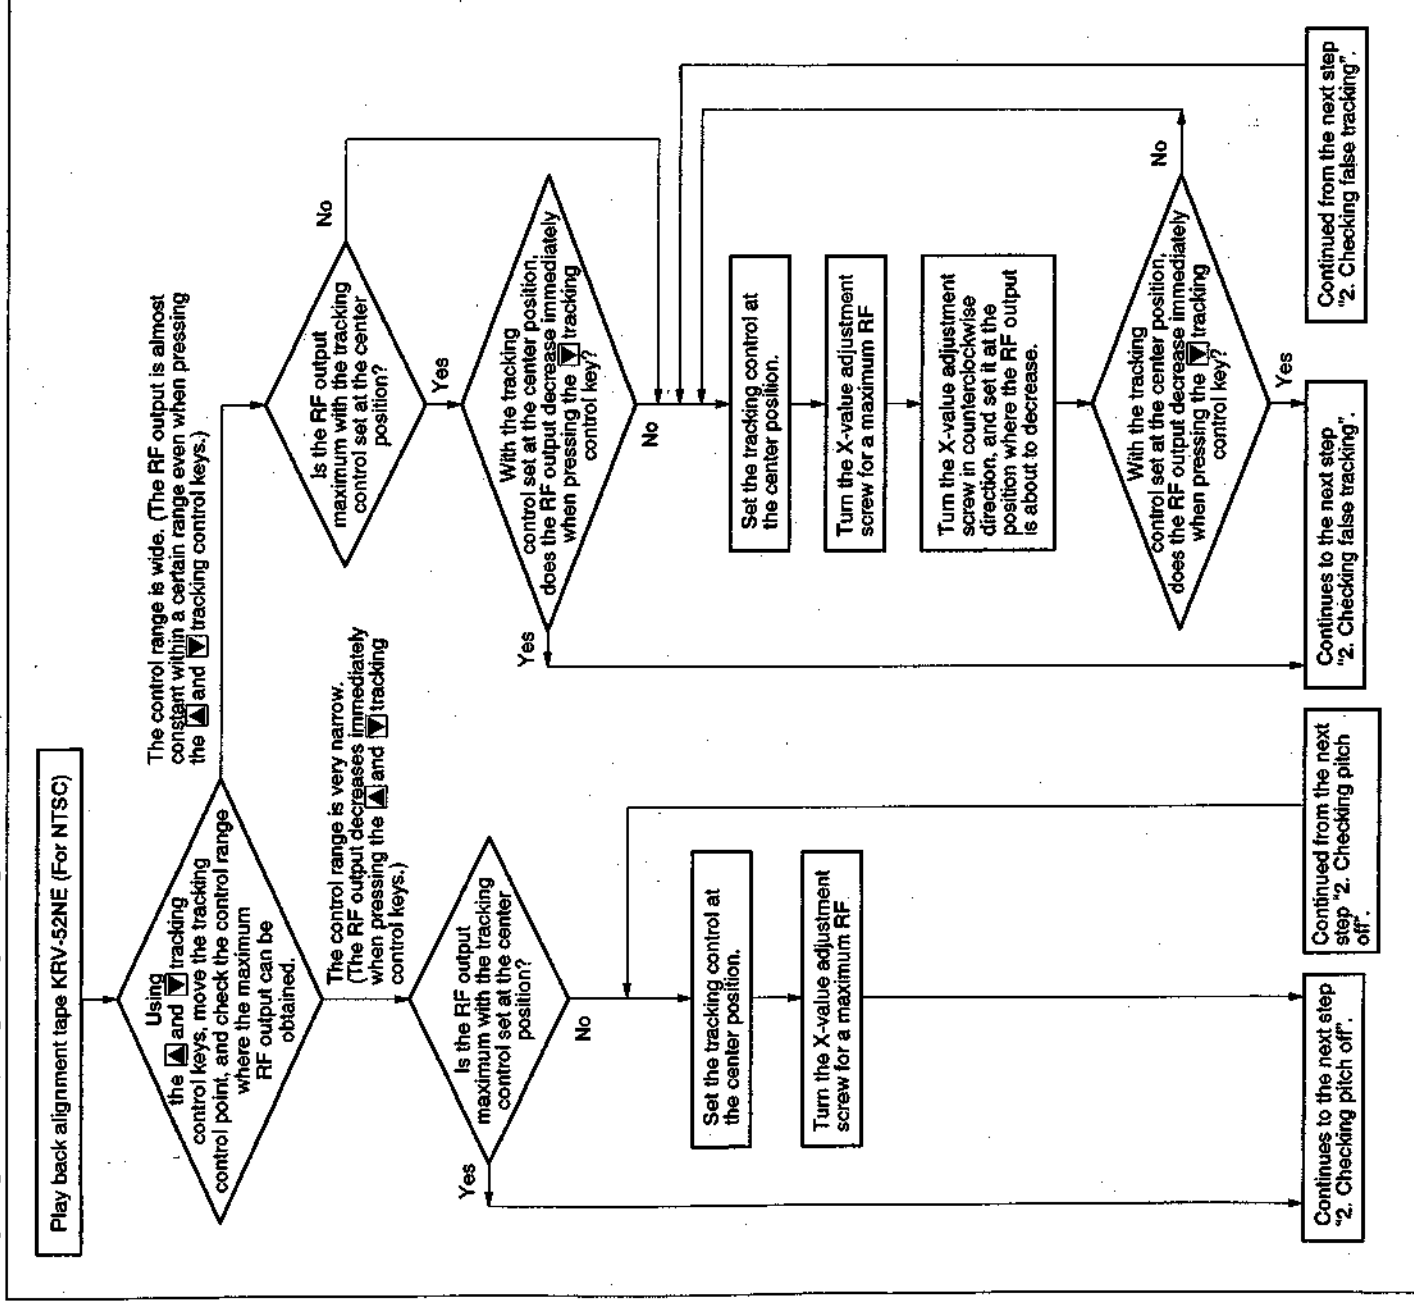 Play back alignment tape KRV-52NE (For NTSC)
Using
the ▲ and ▼ tracking
control keys, move the tracking
control point, and check the control range
where the maximum
RF output can be
obtained.
The control range is very narrow.
(The RF output decreases immediately
when pressing the ▲ and ▼ tracking
control keys.)
Is the RF output
maximum with the tracking
control set at the center
position?
Yes
No
Set the tracking control at
the center position.
Turn the X-value adjustment
screw for a maximum RF
Continues to the next step
"2. Checking pitch off".
Continued from the next
step "2. Checking pitch
off".
The control range is wide. (The RF output is almost
constant within a certain range even when pressing
the ▲ and ▼ tracking control keys.)
Is the RF output
maximum with the tracking
control set at the center
position?
No
Yes
With the tracking
control set at the center position,
does the RF output decrease immediately
when pressing the ▼ tracking
control key?
Yes
No
Set the tracking control at
the center position.
Turn the X-value adjustment
screw for a maximum RF
Turn the X-value adjustment
screw in counterclockwise
direction, and set it at the
position where the RF output
is about to decrease.
With the tracking
control set at the center position,
does the RF output decrease immediately
when pressing the ▼ tracking
control key?
No
Yes
Continues to the next step
"2. Checking false tracking".
Continued from the next step
"2. Checking false tracking".